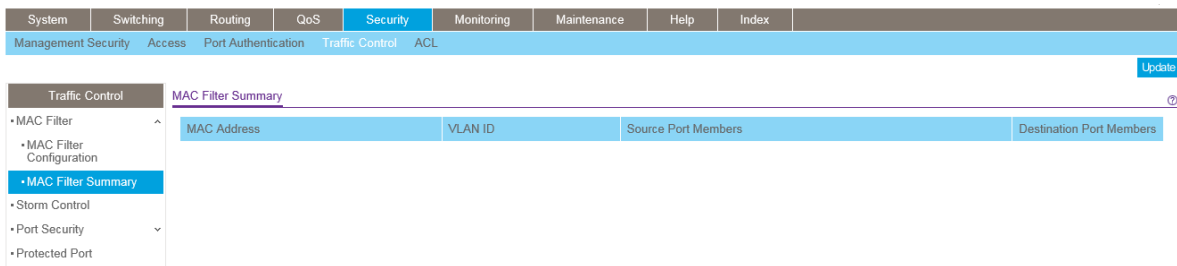 System Switching Routing QoS Security Monitoring Maintenance Help Index
Management Security Access Port Authentication Traffic Control ACL
Update
Traffic Control
MAC Filter
MAC Filter
Configuration
MAC Filter Summary
Storm Control
Port Security
Protected Port
MAC Filter Summary
MAC Address VLAN ID Source Port Members Destination Port Members